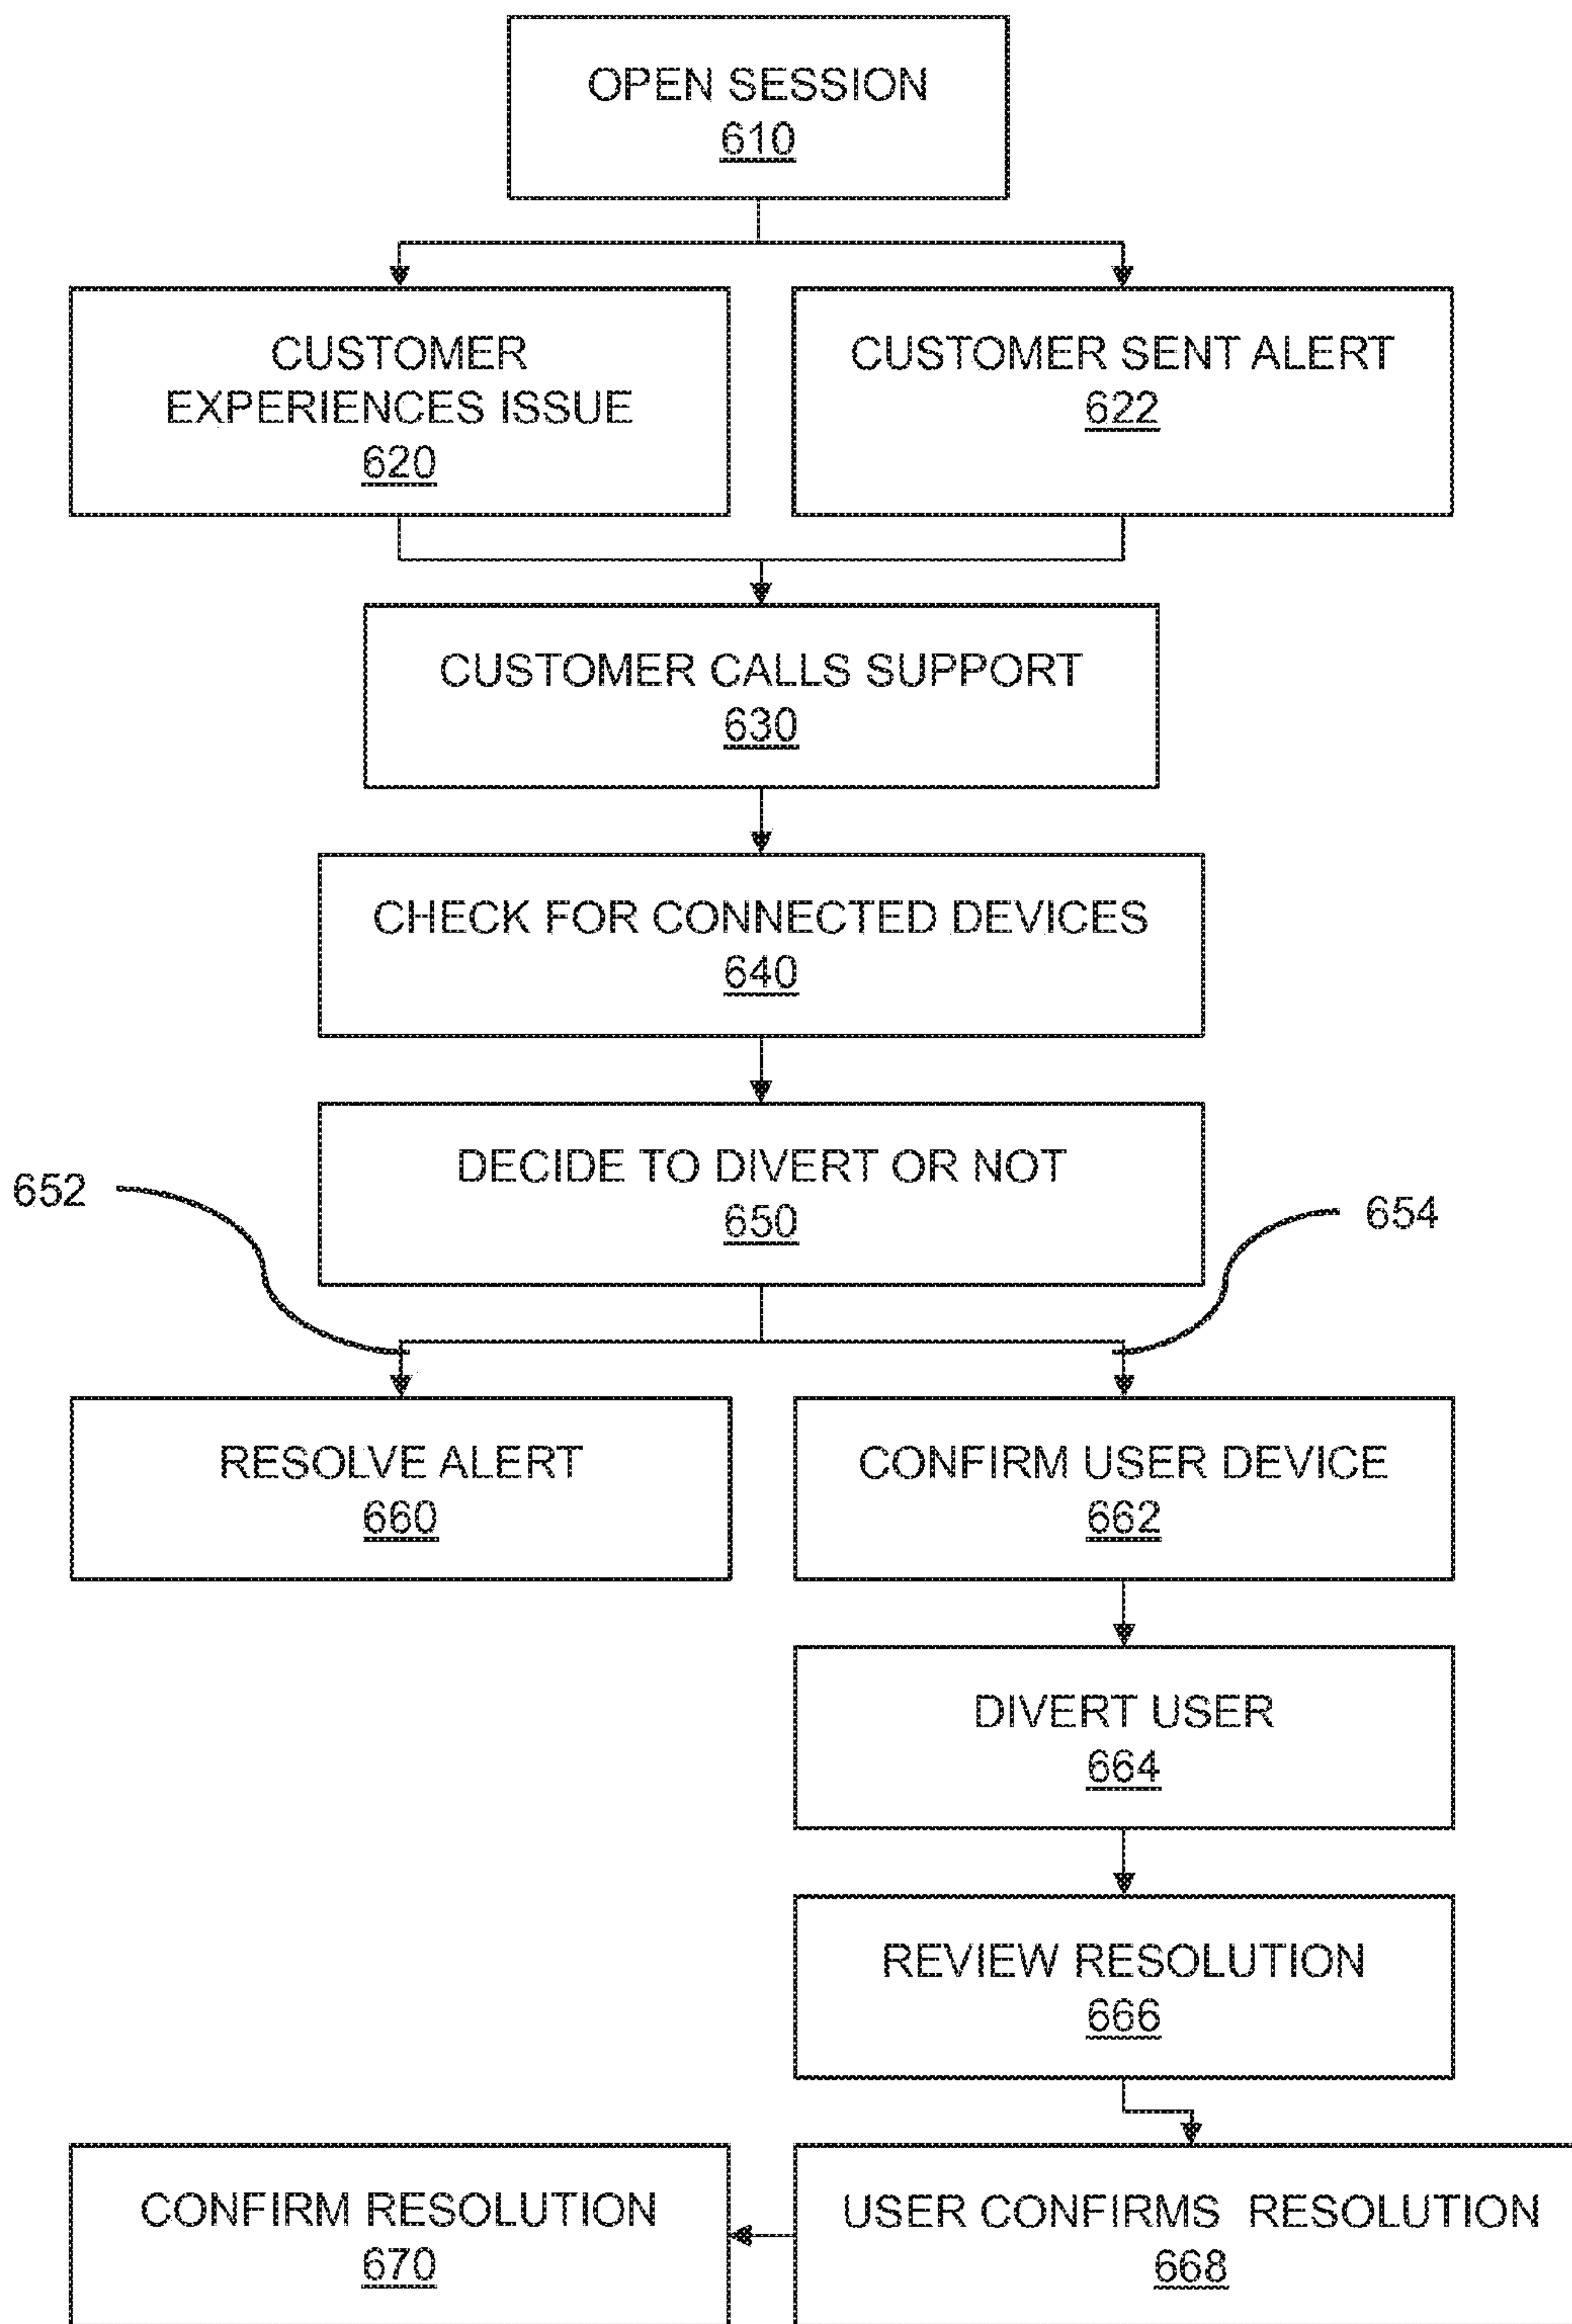 OPEN SESSION
610
CUSTOMER
EXPERIENCES ISSUE
620
CUSTOMER SENT ALERT
622
CUSTOMER CALLS SUPPORT
630
CHECK FOR CONNECTED DEVICES
640
DECIDE TO DIVERT OR NOT
650
652
654
RESOLVE ALERT
660
CONFIRM USER DEVICE
662
DIVERT USER
664
REVIEW RESOLUTION
666
CONFIRM RESOLUTION
670
USER CONFIRMS RESOLUTION
668